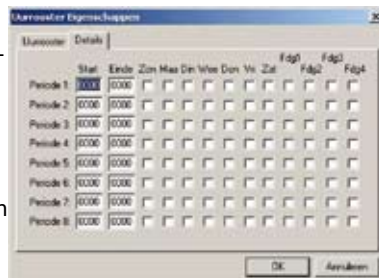 Uurrooster Eigenschappen
Uurrooster Details
Fdg1 Fdg3
Start Einde Zon Maa Din Woe Don Vri Zat Fdg2 Fdg4
Periode 1: 0000 0000
Periode 2: 0000 0000
Periode 3: 0000 0000
Periode 4: 0000 0000
Periode 5: 0000 0000
Periode 6: 0000 0000
Periode 7: 0000 0000
Periode 8: 0000 0000
n
OK Annuleren